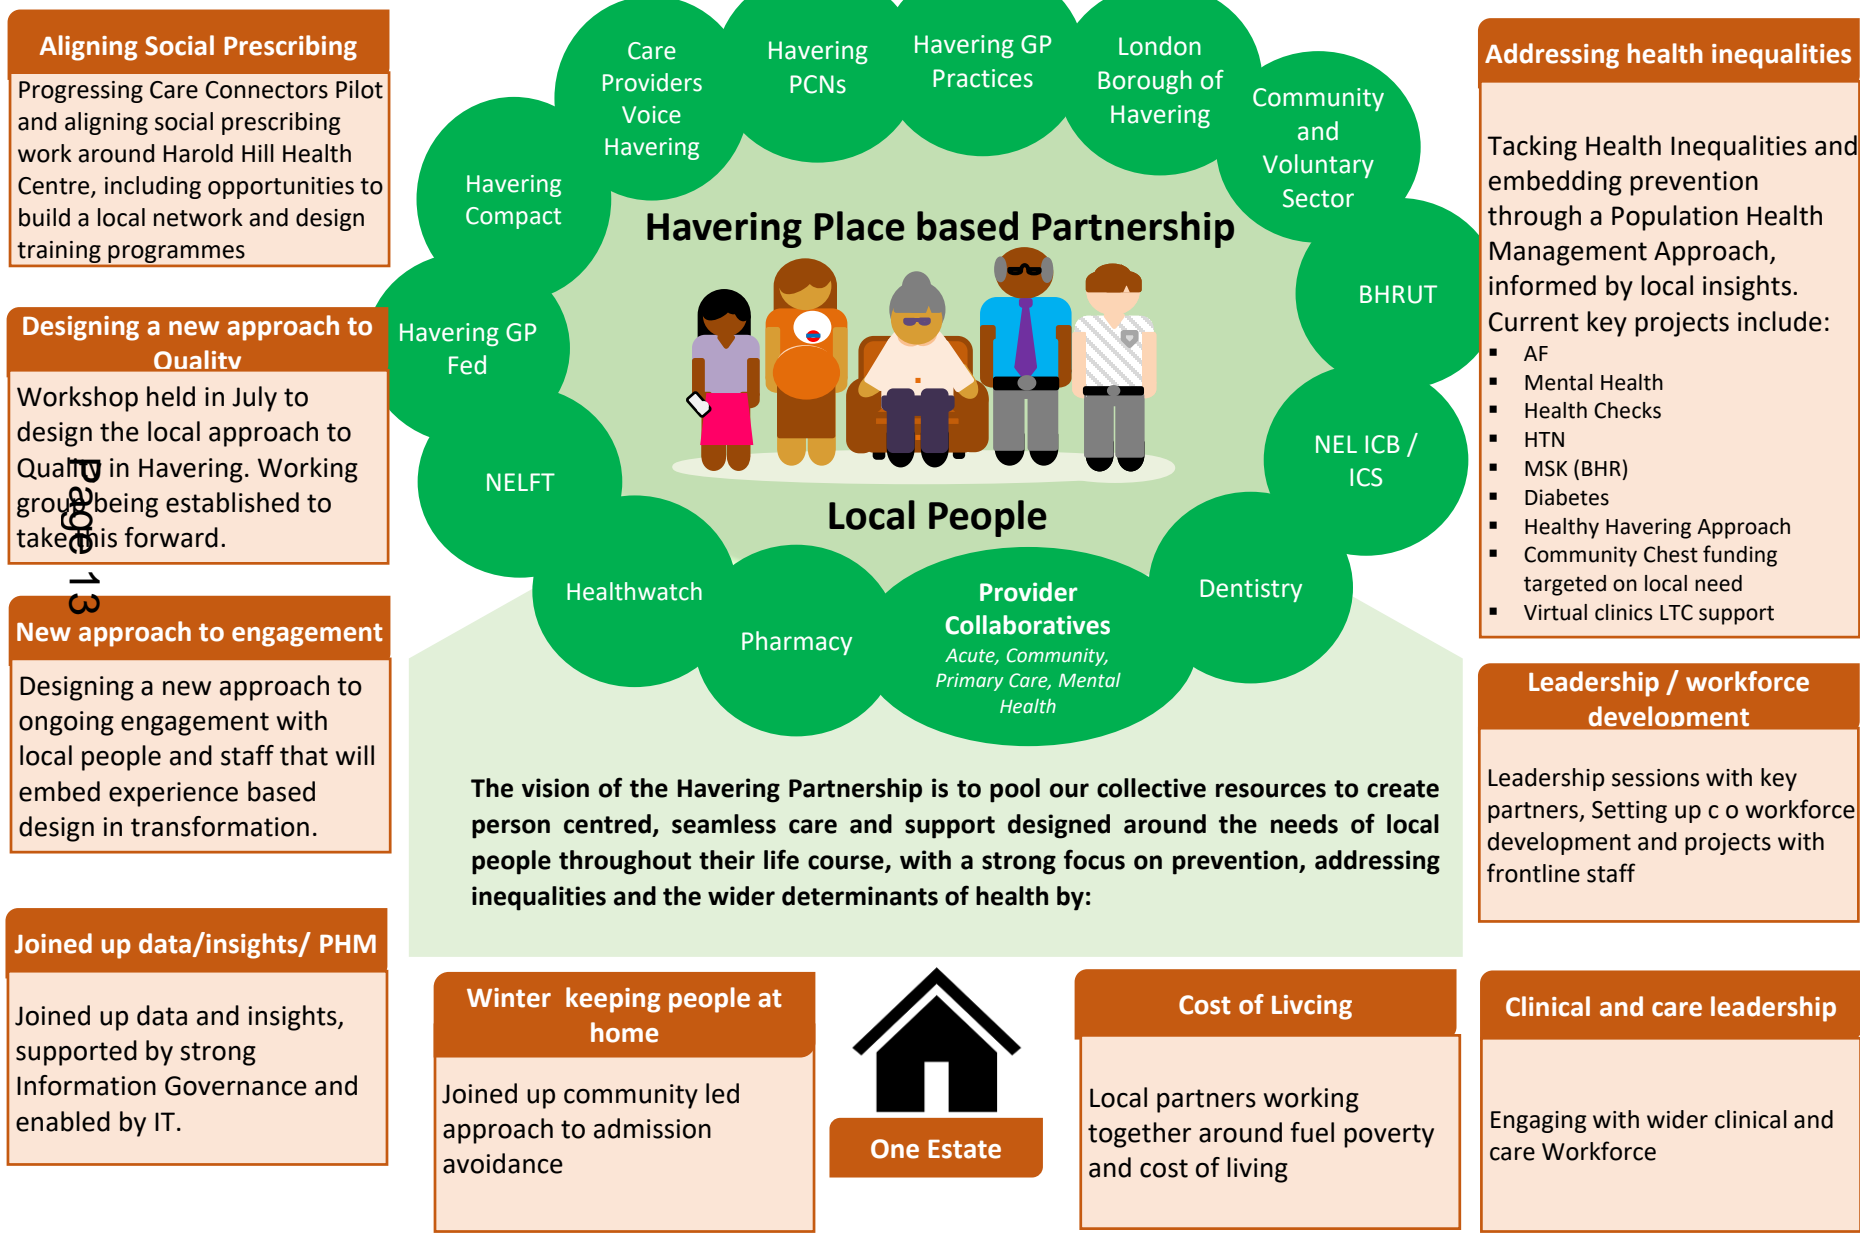 Aligning Social Prescribing
Progressing Care Connectors Pilot
and aligning social prescribing
work around Harold Hill Health
Centre, including opportunities to
build a local network and design
training programmes
Designing a new approach to
Quality
Workshop held in July to
design the local approach to
Quality in Havering. Working
group being established to
take this forward.
Page 13
New approach to engagement
Designing a new approach to
ongoing engagement with
local people and staff that will
embed experience based
design in transformation.
Joined up data/insights/ PHM
Joined up data and insights,
supported by strong
Information Governance and
enabled by IT.
Care
Providers
Voice
Havering
Havering
PCNs
Havering GP
Practices
London
Borough of
Havering
Community
and
Voluntary
Sector
Havering
Compact
BHRUT
Havering GP
Fed
NEL ICB /
ICS
NELFT
Healthwatch
Pharmacy
Provider
Collaboratives
Acute, Community,
Primary Care, Mental
Health
Dentistry
Havering Place based Partnership
Local People
The vision of the Havering Partnership is to pool our collective resources to create
person centred, seamless care and support designed around the needs of local
people throughout their life course, with a strong focus on prevention, addressing
inequalities and the wider determinants of health by:
Winter  keeping people at
home
Joined up community led
approach to admission
avoidance
One Estate
Cost of Livcing
Local partners working
together around fuel poverty
and cost of living
Addressing health inequalities
Tacking Health Inequalities and
embedding prevention
through a Population Health
Management Approach,
informed by local insights.
Current key projects include:
▪ AF
▪ Mental Health
▪ Health Checks
▪ HTN
▪ MSK (BHR)
▪ Diabetes
▪ Healthy Havering Approach
▪ Community Chest funding
targeted on local need
▪ Virtual clinics LTC support
Leadership / workforce
development
Leadership sessions with key
partners, Setting up c o workforce
development and projects with
frontline staff
Clinical and care leadership
Engaging with wider clinical and
care Workforce